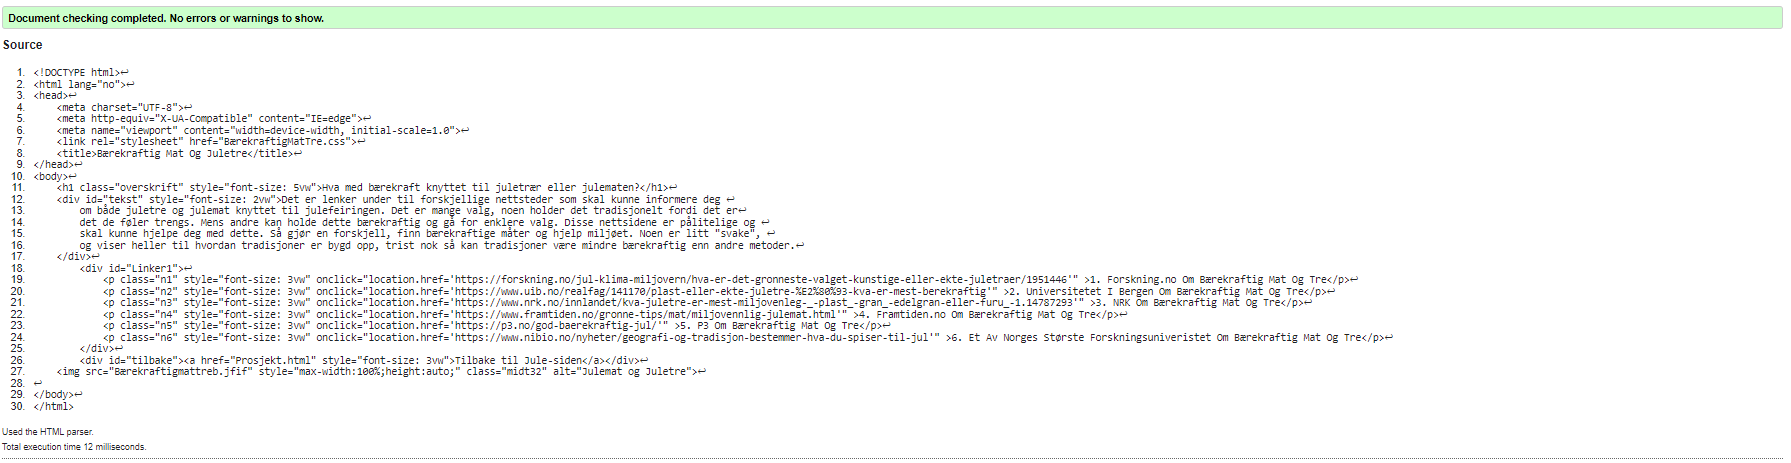 Document checking completed. No errors or warnings to show.
Source
1. <!DOCTYPE html>↩
2. <html lang="no">↩
3. <head>↩
4.     <meta charset="UTF-8">↩
5.     <meta http-equiv="X-UA-Compatible" content="IE=edge">↩
6.     <meta name="viewport" content="width=device-width, initial-scale=1.0">↩
7.     <link rel="stylesheet" href="BærekraftigMatTre.css">↩
8.     <title>Bærekraftig Mat Og Juletre</title>↩
9. </head>↩
10. <body>↩
11.     <h1 class="overskrift" style="font-size: 5vw">Hva med bærekraft knyttet til juletrær eller julematen?</h1>↩
12.     <div id="tekst" style="font-size: 2vw">Det er lenker under til forskjellige nettsteder som skal kunne informere deg ↩
13.         om både juletre og julemat knyttet til julefeiringen. Det er mange valg, noen holder det tradisjonelt fordi det er↩
14.         det de føler trengs. Mens andre kan holde dette bærekraftig og gå for enklere valg. Disse nettsidene er pålitelige og ↩
15.         skal kunne hjelpe deg med dette. Så gjør en forskjell, finn bærekraftige måter og hjelp miljøet. Noen er litt "svake", ↩
16.         og viser heller til hvordan tradisjoner er bygd opp, trist nok så kan tradisjoner være mindre bærekraftig enn andre metoder.↩
17.     </div>↩
18.         <div id="Linker1">↩
19.             <p class="n1" style="font-size: 3vw" onclick="location.href='https://forskning.no/jul-klima-miljovern/hva-er-det-gronneste-valget-kunstige-eller-ekte-juletraer/1951446'" >1. Forskning.no Om Bærekraftig Mat Og Tre</p>↩
20.             <p class="n2" style="font-size: 3vw" onclick="location.href='https://www.uib.no/realfag/141170/plast-eller-ekte-juletre-%E2%80%93-kva-er-mest-berekraftig'" >2. Universitetet I Bergen Om Bærekraftig Mat Og Tre</p>↩
21.             <p class="n3" style="font-size: 3vw" onclick="location.href='https://www.nrk.no/innlandet/kva-juletre-er-mest-miljovenleg-_-plast_-gran_-edelgran-eller-furu_-1.14787293'" >3. NRK Om Bærekraftig Mat Og Tre</p>↩
22.             <p class="n4" style="font-size: 3vw" onclick="location.href='https://www.framtiden.no/gronne-tips/mat/miljovennlig-julemat.html'" >4. Framtiden.no Om Bærekraftig Mat Og Tre</p>↩
23.             <p class="n5" style="font-size: 3vw" onclick="location.href='https://p3.no/god-baerekraftig-jul/'" >5. P3 Om Bærekraftig Mat Og Tre</p>↩
24.             <p class="n6" style="font-size: 3vw" onclick="location.href='https://www.nibio.no/nyheter/geografi-og-tradisjon-bestemmer-hva-du-spiser-til-jul'" >6. Et Av Norges Største Forskningsuniveristet Om Bærekraftig Mat Og Tre</p>↩
25.         </div>↩
26.         <div id="tilbake"><a href="Prosjekt.html" style="font-size: 3vw">Tilbake til Jule-siden</a></div>↩
27.     <img src="Bærekraftigmattreb.jfif" style="max-width:100%;height:auto;" class="midt32" alt="Julemat og Juletre">↩
28. ↩
29. </body>↩
30. </html>
Used the HTML parser.
Total execution time 12 milliseconds.